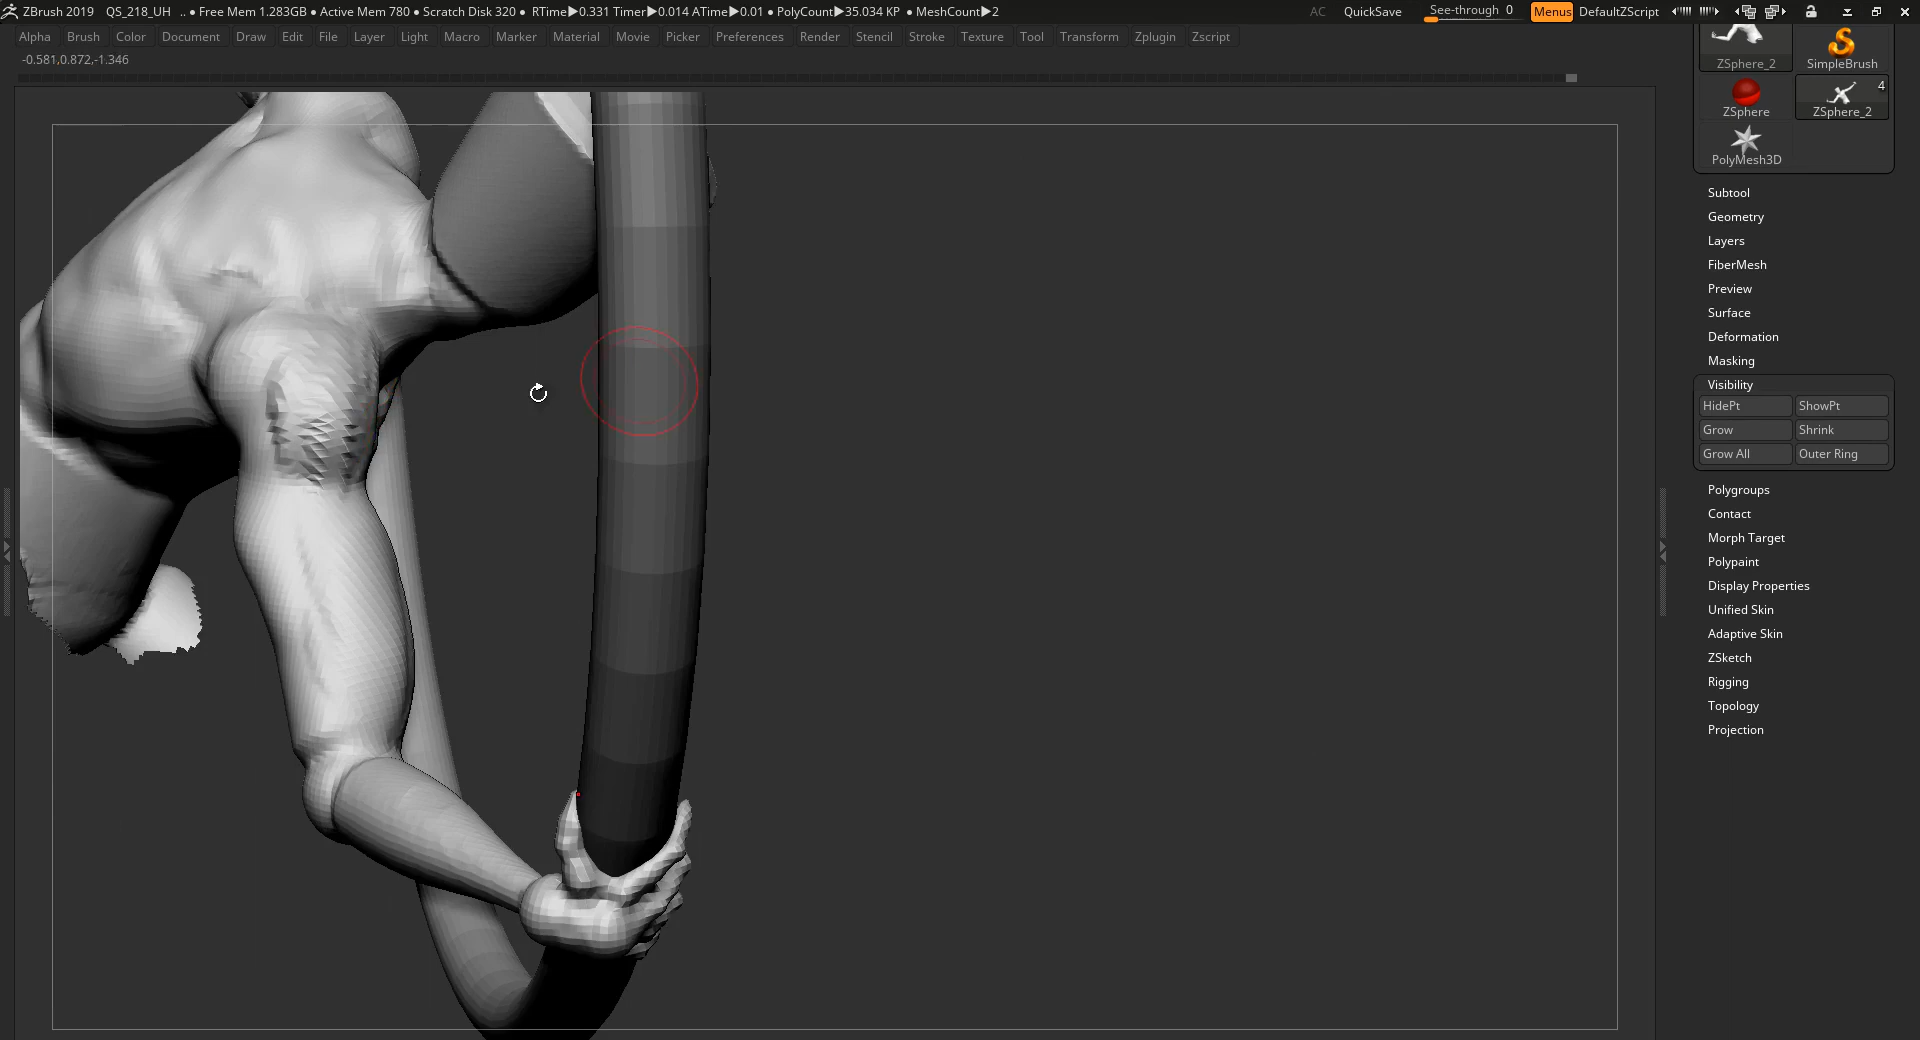 ZBrush 2019 QS_218_UH .. ● Free Mem 1.283GB ● Active Mem 780 ● Scratch Disk 320 ● RTime▶0.331 Timer▶0.014 ATime▶0.01 ● PolyCount▶35.034 KP ● MeshCount▶2 AC QuickSave See-through 0 Menus DefaultZScript
Alpha Brush Color Document Draw Edit File Layer Light Macro Marker Material Movie Picker Preferences Render Stencil Stroke Texture Tool Transform Zplugin Zscript
-0.581,0.872,-1.346
ZSphere_2 SimpleBrush
4
ZSphere ZSphere_2
PolyMesh3D
Subtool
Geometry
Layers
FiberMesh
Preview
Surface
Deformation
Masking
Visibility
HidePt ShowPt
Grow Shrink
Grow All Outer Ring
Polygroups
Contact
Morph Target
Polypaint
Display Properties
Unified Skin
Adaptive Skin
ZSketch
Rigging
Topology
Projection